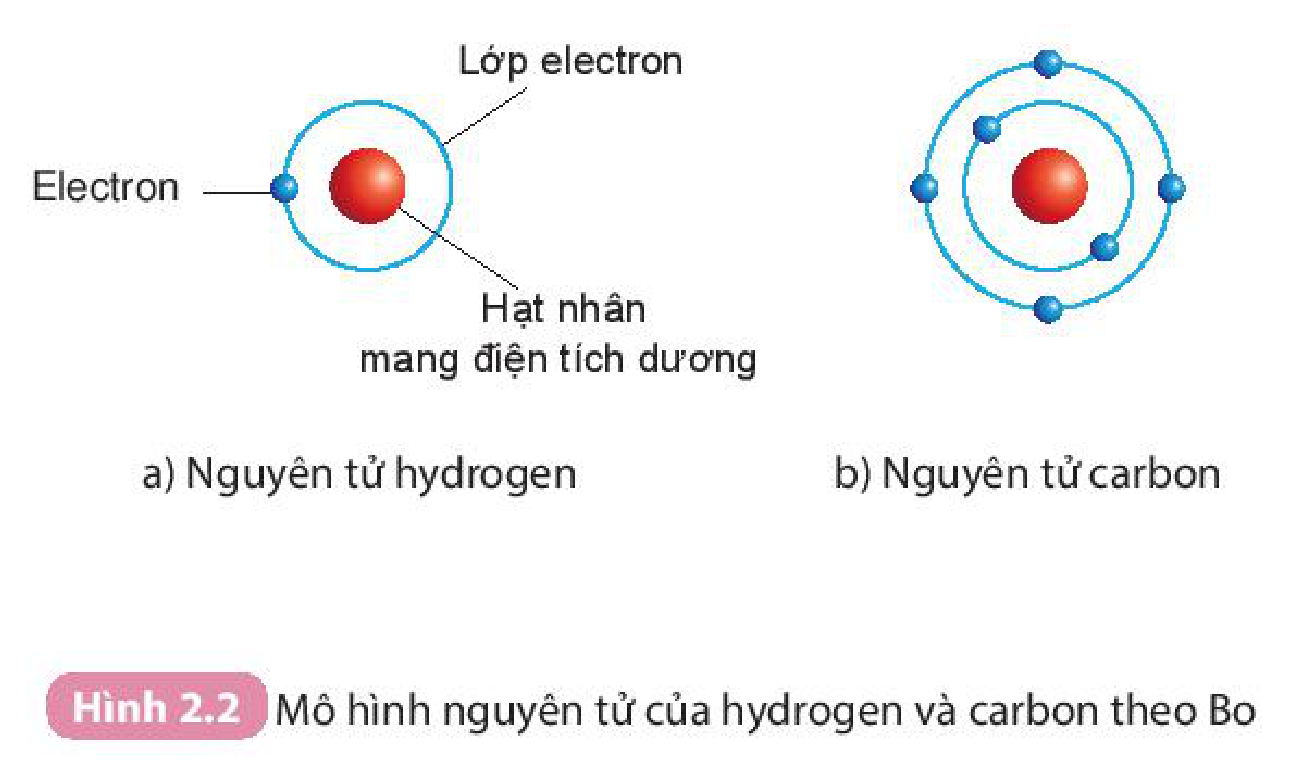 Lớp electron
Electron
Hạt nhân
mang điện tích dương
a) Nguyên tử hydrogen
b) Nguyên tử carbon
Hình 2.2 Mô hình nguyên tử của hydrogen và carbon theo Bo